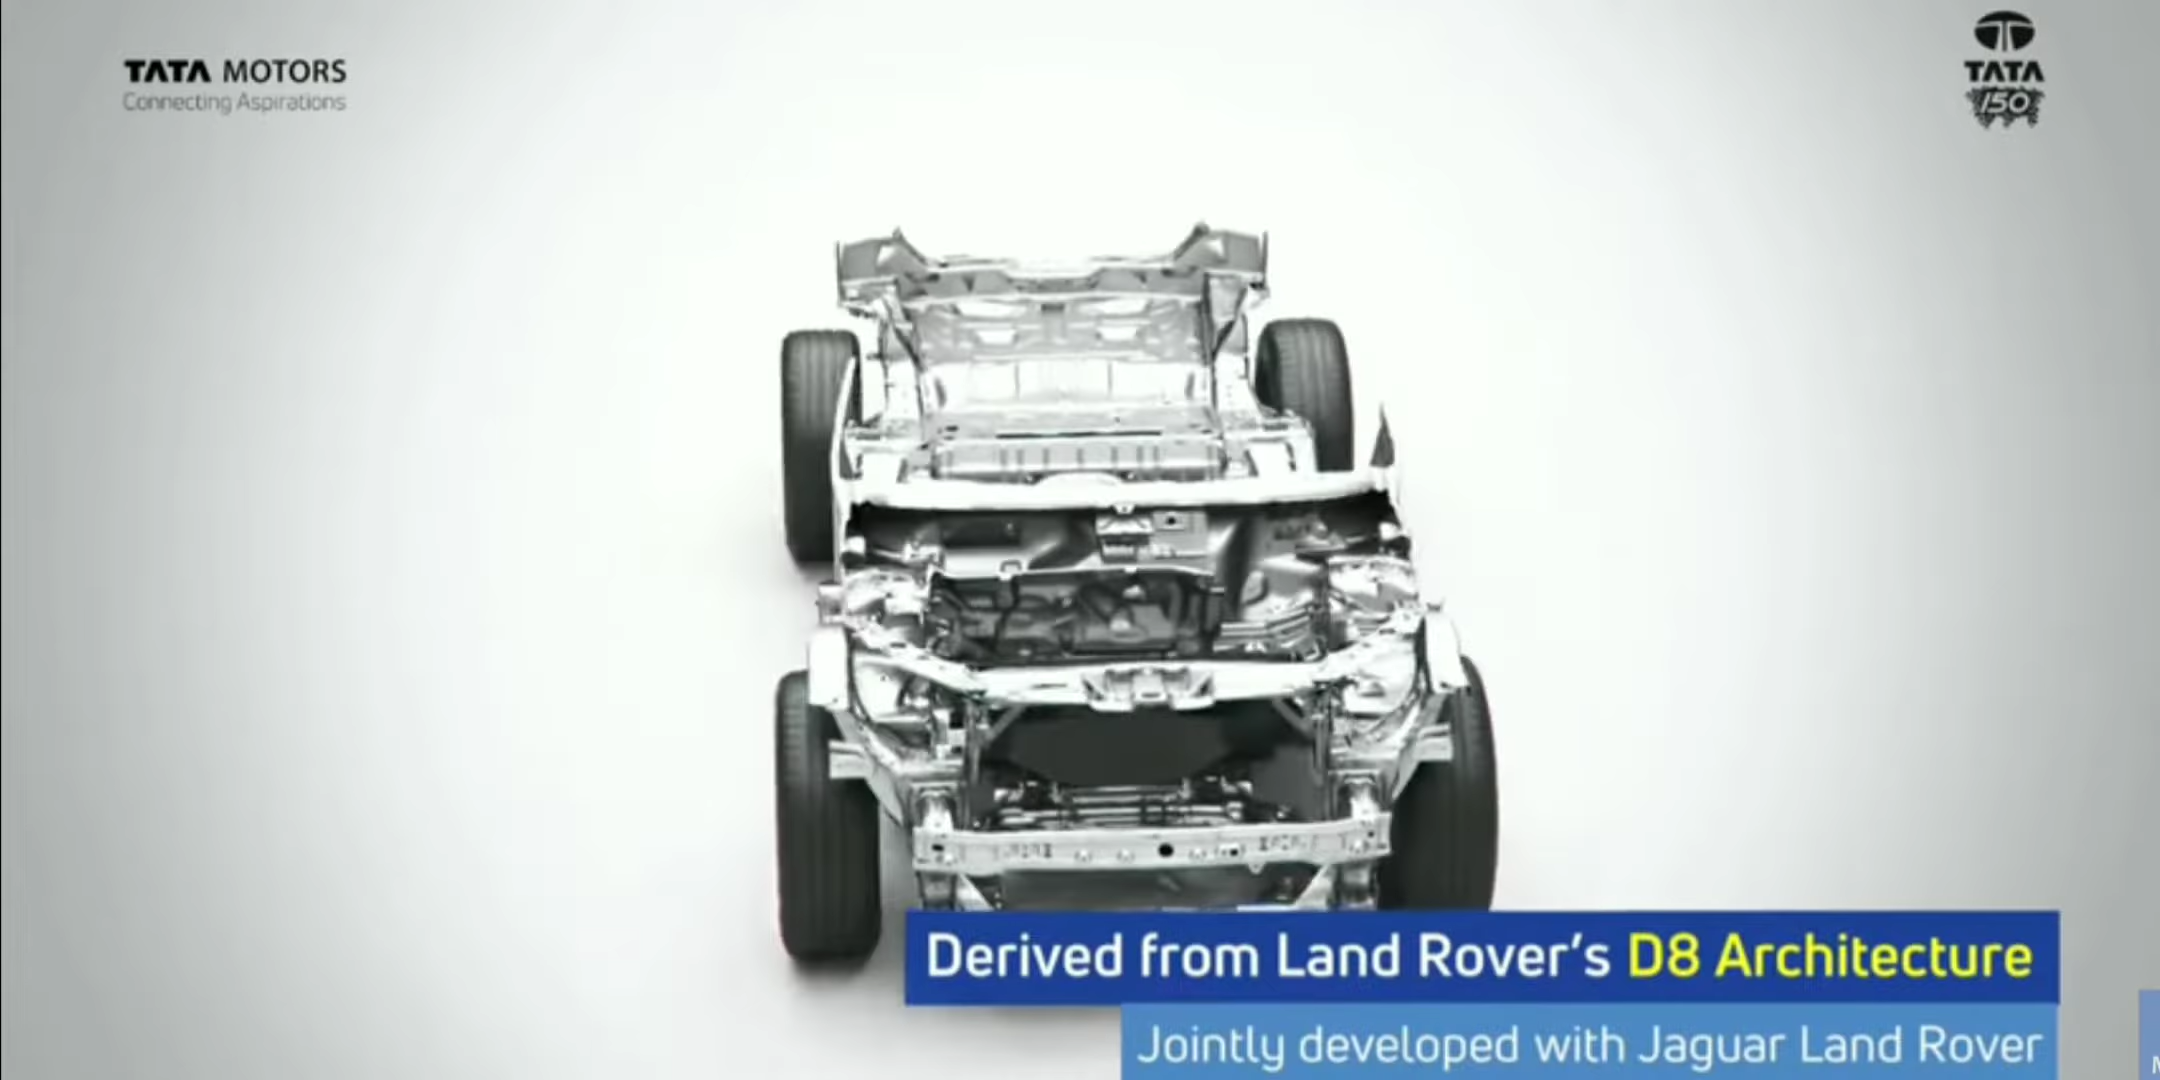 TATA MOTORS
Connecting Aspirations
TATA
150
Derived from Land Rover's D8 Architecture
Jointly developed with Jaguar Land Rover